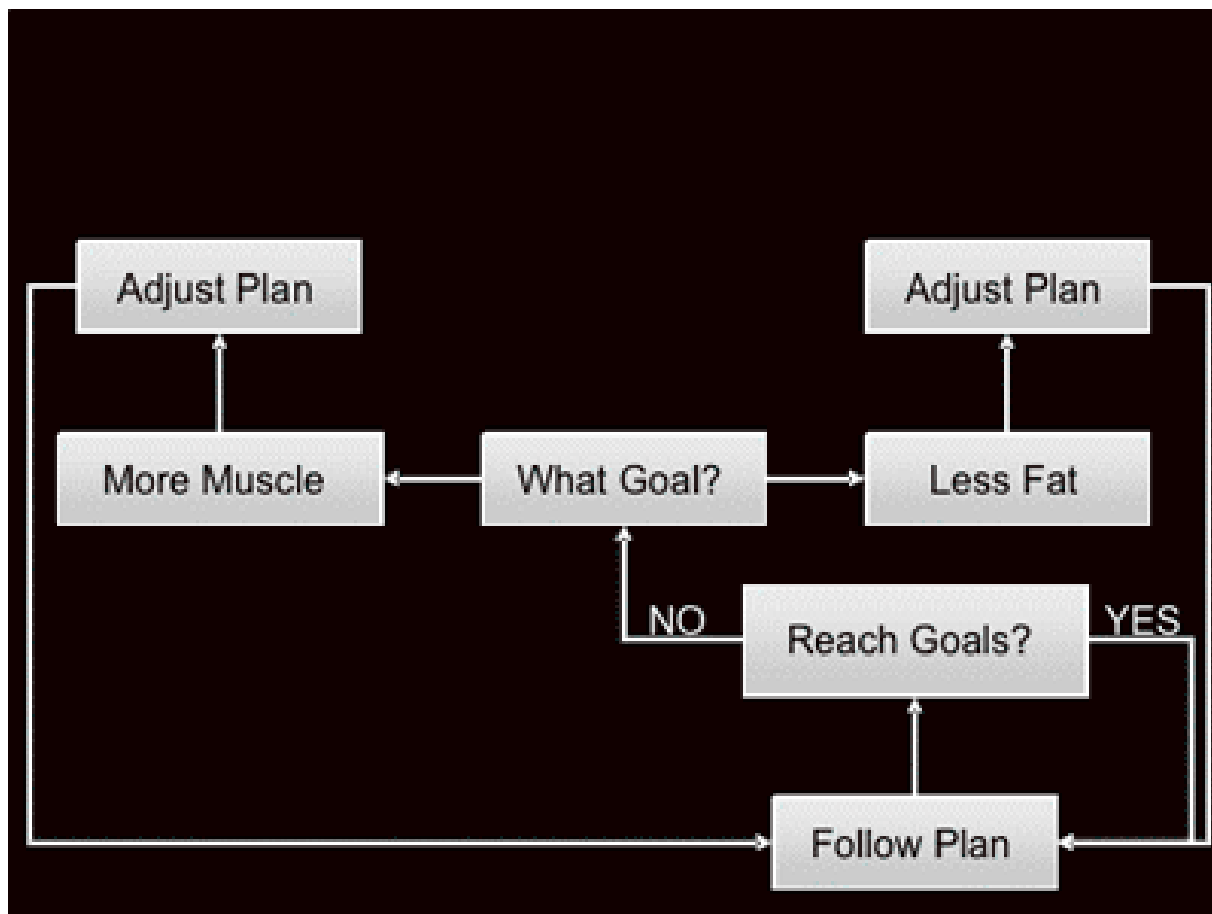 Adjust Plan
Adjust Plan
More Muscle
What Goal?
Less Fat
NO
Reach Goals?
YES
Follow Plan